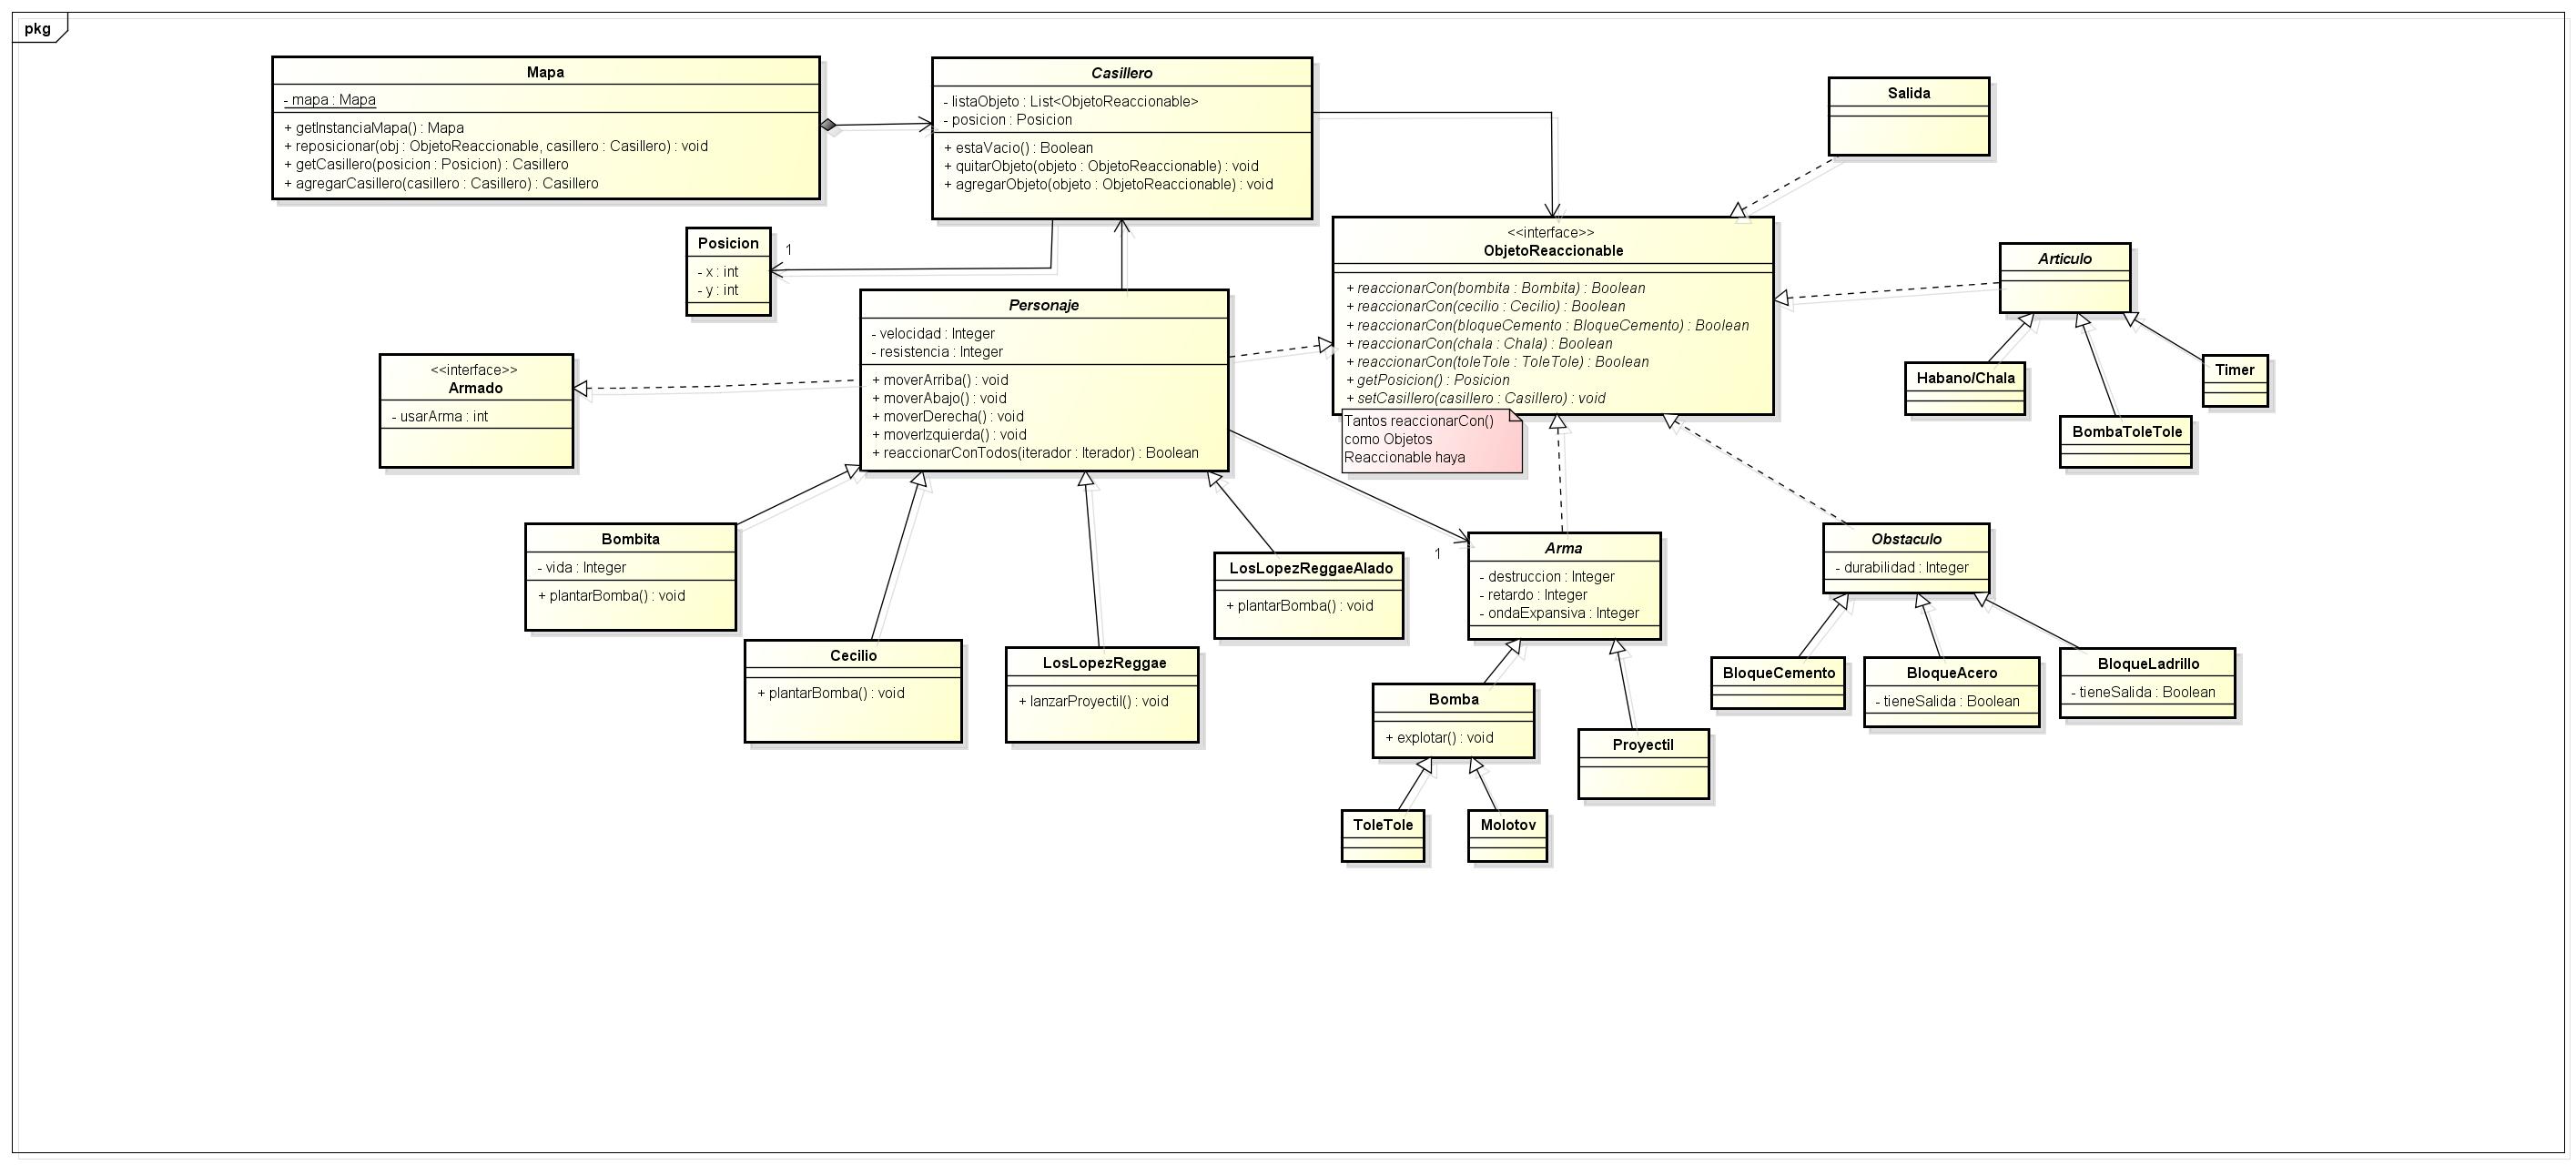 pkg
Mapa
- mapa : Mapa
+ getInstanciaMapa() : Mapa
+ reposicionar(obj : ObjetoReaccionable, casillero : Casillero) : void
+ getCasillero(posicion : Posicion) : Casillero
+ agregarCasillero(casillero : Casillero) : Casillero
Casillero
- listaObjeto : List<ObjetoReaccionable>
- posicion : Posicion
+ estaVacio() : Boolean
+ quitarObjeto(objeto : ObjetoReaccionable) : void
+ agregarObjeto(objeto : ObjetoReaccionable) : void
Salida
Posicion
- x : int
- y : int
1
<<interface>>
ObjetoReaccionable
+ reaccionarCon(bombita : Bombita) : Boolean
+ reaccionarCon(cecilio : Cecilio) : Boolean
+ reaccionarCon(bloqueCemento : BloqueCemento) : Boolean
+ reaccionarCon(chala : Chala) : Boolean
+ reaccionarCon(toleTole : ToleTole) : Boolean
+ getPosicion() : Posicion
+ setCasillero(casillero : Casillero) : void
Tantos reaccionarCon()
como Objetos
Reaccionable haya
Articulo
Habano/Chala
BombaToleTole
Timer
Personaje
- velocidad : Integer
- resistencia : Integer
+ moverArriba() : void
+ moverAbajo() : void
+ moverDerecha() : void
+ moverIzquierda() : void
+ reaccionarConTodos(iterador : Iterador) : Boolean
<<interface>>
Armado
- usarArma : int
Bombita
- vida : Integer
+ plantarBomba() : void
Cecilio
+ plantarBomba() : void
LosLopezReggae
+ lanzarProyectil() : void
LosLopezReggaeAlado
+ plantarBomba() : void
1
Arma
- destruccion : Integer
- retardo : Integer
- ondaExpansiva : Integer
Obstaculo
- durabilidad : Integer
BloqueCemento
BloqueAcero
- tieneSalida : Boolean
BloqueLadrillo
- tieneSalida : Boolean
Bomba
+ explotar() : void
Proyectil
ToleTole
Molotov